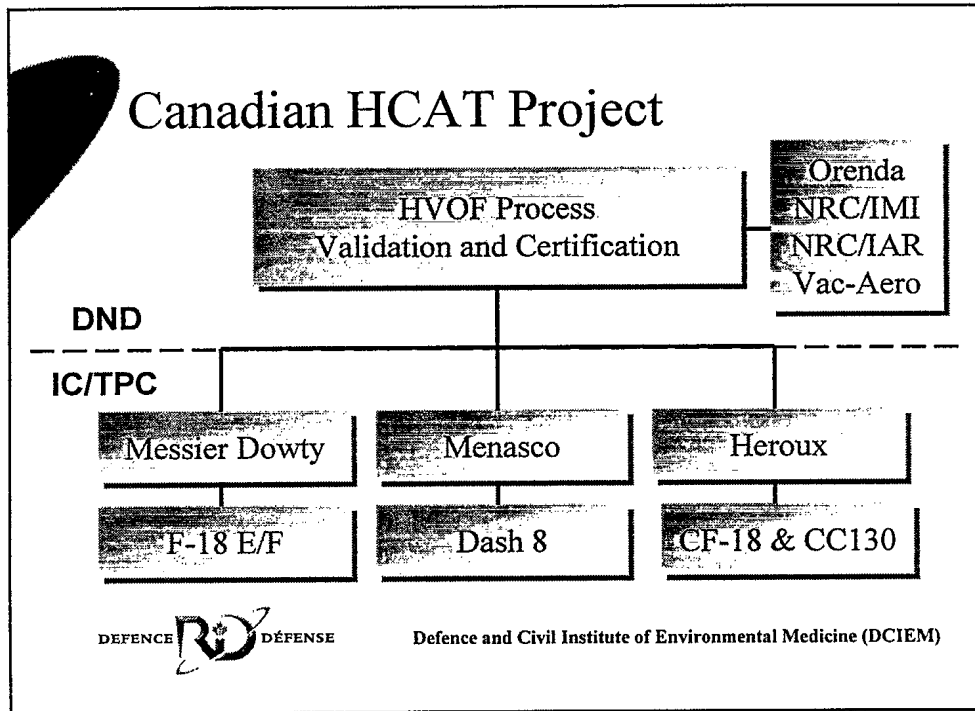 Canadian HCAT Project
HVOF Process
Validation and Certification
Orenda
NRC/IMI
NRC/IAR
Vac-Aero
DND
IC/TPC
Messier Dowty
Menasco
Heroux
F-18 E/F
Dash 8
CF-18 & CC130
DEFENCE R&D DÉFENSE
Defence and Civil Institute of Environmental Medicine (DCIEM)